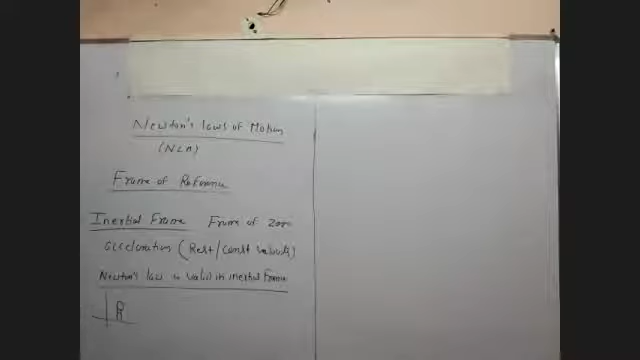 Newton's laws of Motion
(NLM)
Frame of Reference
Inertial Frame Frame of zero
acceleration (Rest/const velocity)
Newton's law is valid in inertial Frame